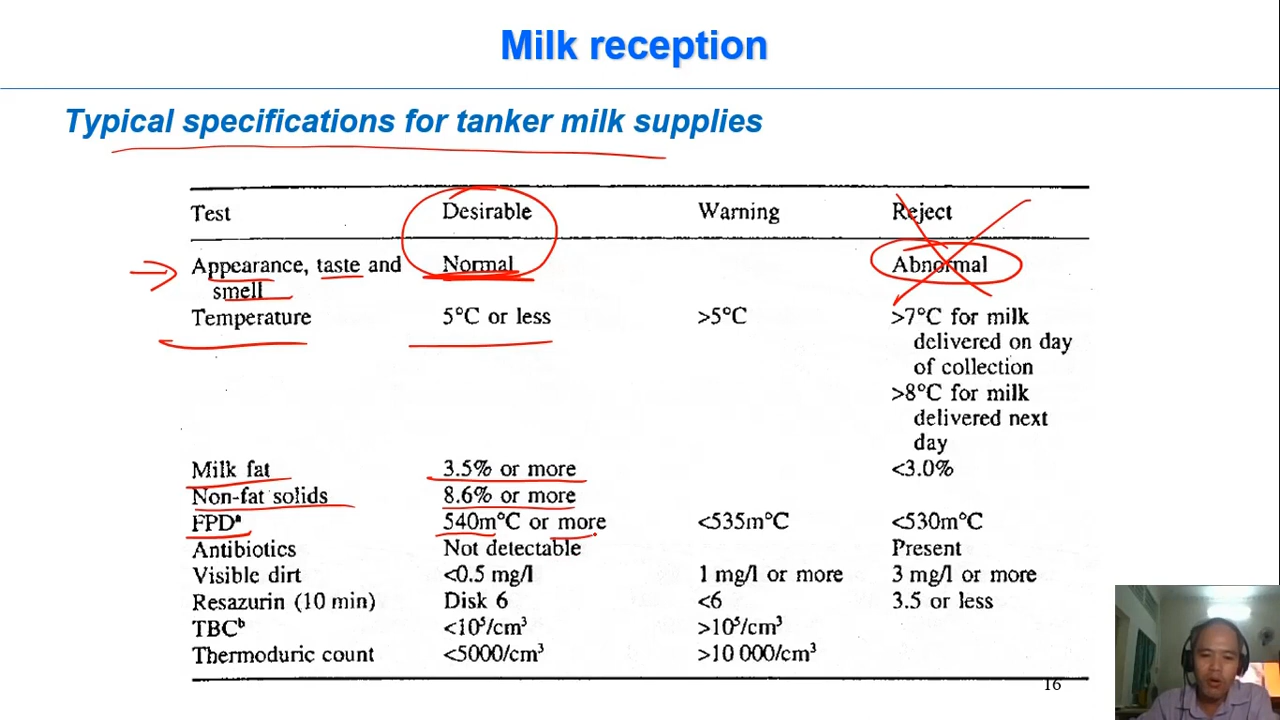 Milk reception
Typical specifications for tanker milk supplies
Test Desirable Warning Reject
Appearance, taste and Normal Abnormal
smell
Temperature 5°C or less >5°C >7°C for milk
delivered on day
of collection
>8°C for milk
delivered next
day
Milk fat 3.5% or more <3.0%
Non-fat solids 8.6% or more
FPDᵃ 540m°C or more <535m°C <530m°C
Antibiotics Not detectable Present
Visible dirt <0.5 mg/l 1 mg/l or more 3 mg/l or more
Resazurin (10 min) Disk 6 <6 3.5 or less
TBCᵇ <10⁵/cm³ >10⁵/cm³
Thermoduric count <5000/cm³ >10 000/cm³
16